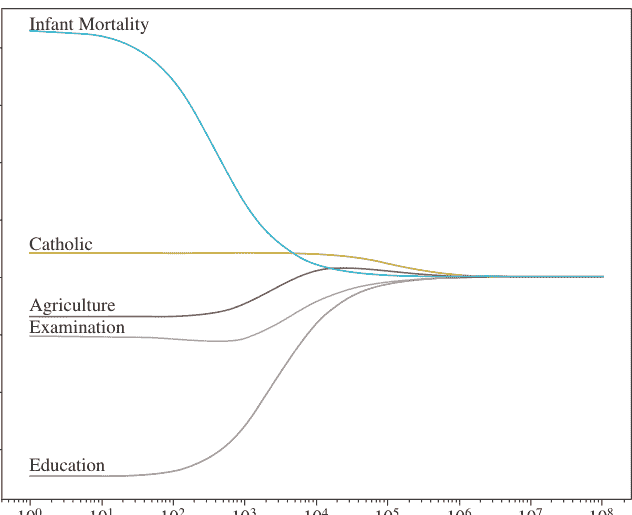 Infant Mortality
Catholic
Agriculture
Examination
Education
10⁰ 10¹ 10² 10³ 10⁴ 10⁵ 10⁶ 10⁷ 10⁸